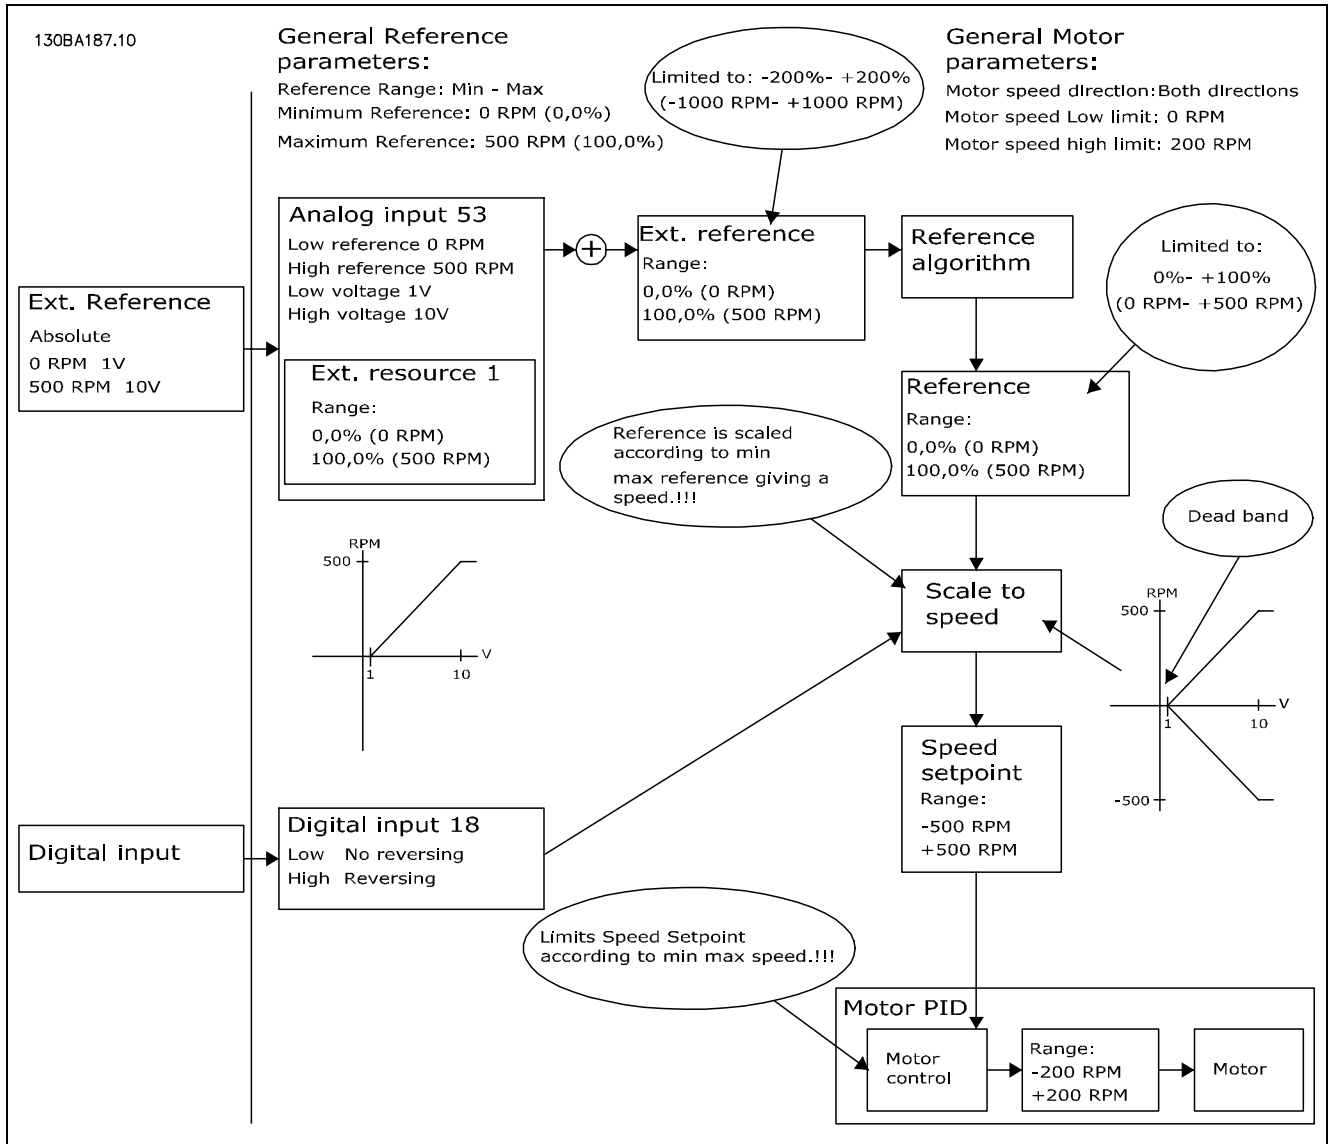 130BA187.10
General Reference
parameters:
Reference Range: Min - Max
Minimum Reference: 0 RPM (0,0%)
Maximum Reference: 500 RPM (100,0%)
Limited to: -200%- +200%
(-1000 RPM- +1000 RPM)
General Motor
parameters:
Motor speed direction:Both directions
Motor speed Low limit: 0 RPM
Motor speed high limit: 200 RPM
Ext. Reference
Absolute
0 RPM 1V
500 RPM 10V
Analog input 53
Low reference 0 RPM
High reference 500 RPM
Low voltage 1V
High voltage 10V
Ext. resource 1
Range:
0,0% (0 RPM)
100,0% (500 RPM)
+
Ext. reference
Range:
0,0% (0 RPM)
100,0% (500 RPM)
Reference
algorithm
Limited to:
0%- +100%
(0 RPM- +500 RPM)
Reference
Range:
0,0% (0 RPM)
100,0% (500 RPM)
Reference is scaled
according to min
max reference giving a
speed.!!!
Dead band
RPM
500
V
1
10
Scale to
speed
RPM
500
V
1
10
-500
Speed
setpoint
Range:
-500 RPM
+500 RPM
Digital input
Digital input 18
Low No reversing
High Reversing
Limits Speed Setpoint
according to min max speed.!!!
Motor PID
Motor
control
Range:
-200 RPM
+200 RPM
Motor